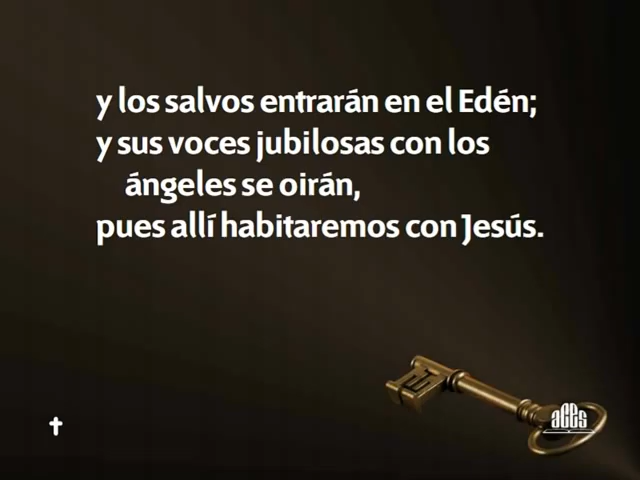 y los salvos entrarán en el Edén;
y sus voces jubilosas con los
ángeles se oirán,
pues allí habitaremos con Jesús.
aces